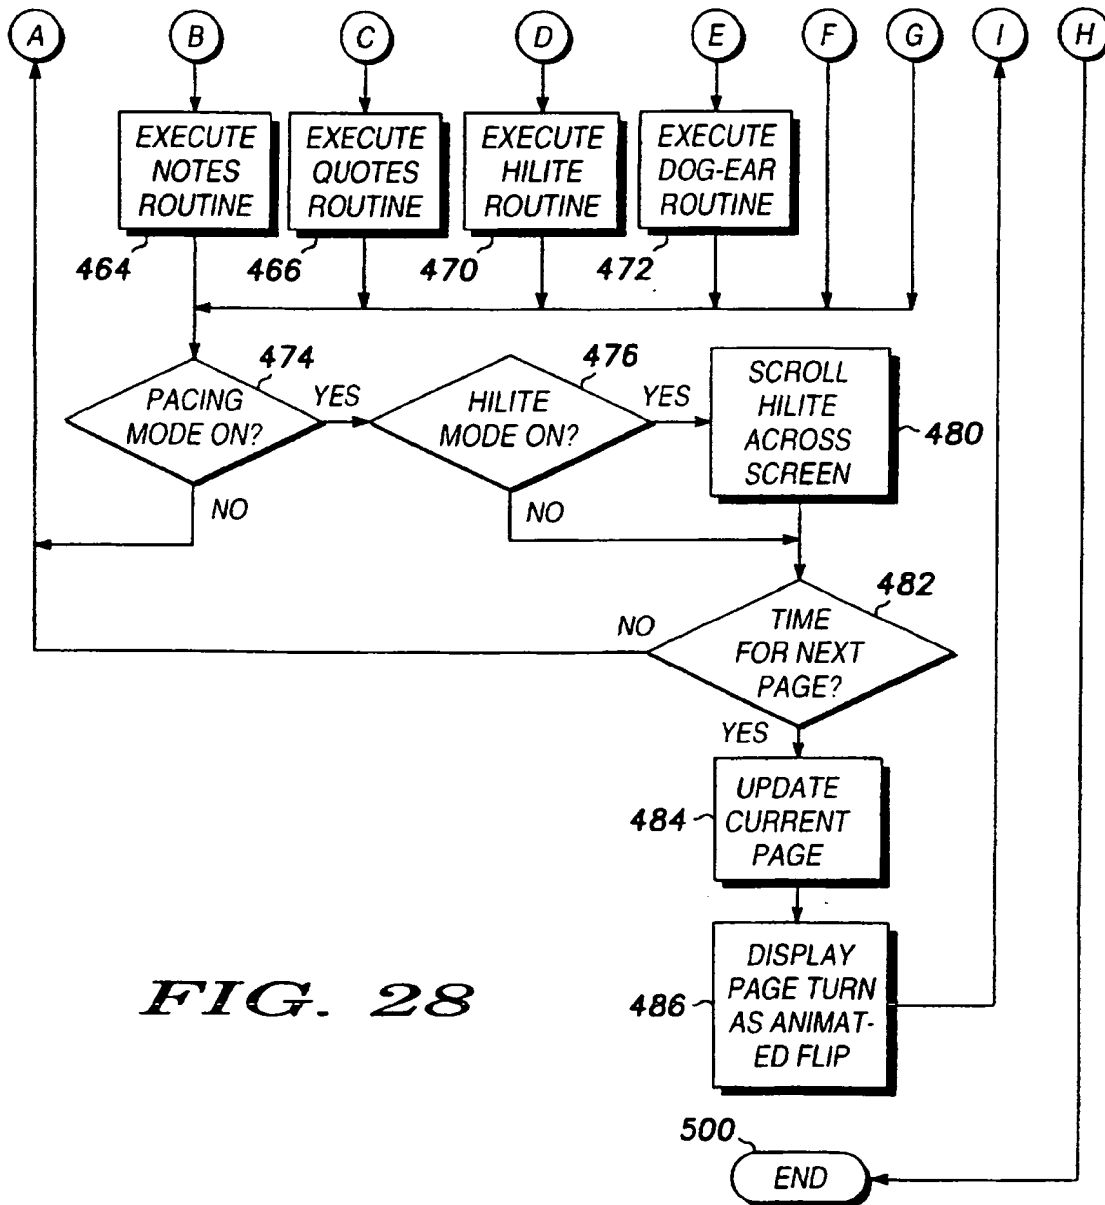 A B C D E F G I H
EXECUTE
NOTES
ROUTINE
464
EXECUTE
QUOTES
ROUTINE
466
EXECUTE
HILITE
ROUTINE
470
EXECUTE
DOG-EAR
ROUTINE
472
PACING
MODE ON?
474
YES
NO
HILITE
MODE ON?
476
YES
NO
SCROLL
HILITE
ACROSS
SCREEN
480
TIME
FOR NEXT
PAGE?
482
NO
YES
UPDATE
CURRENT
PAGE
484
DISPLAY
PAGE TURN
AS ANIMAT-
ED FLIP
486
FIG. 28
500
END